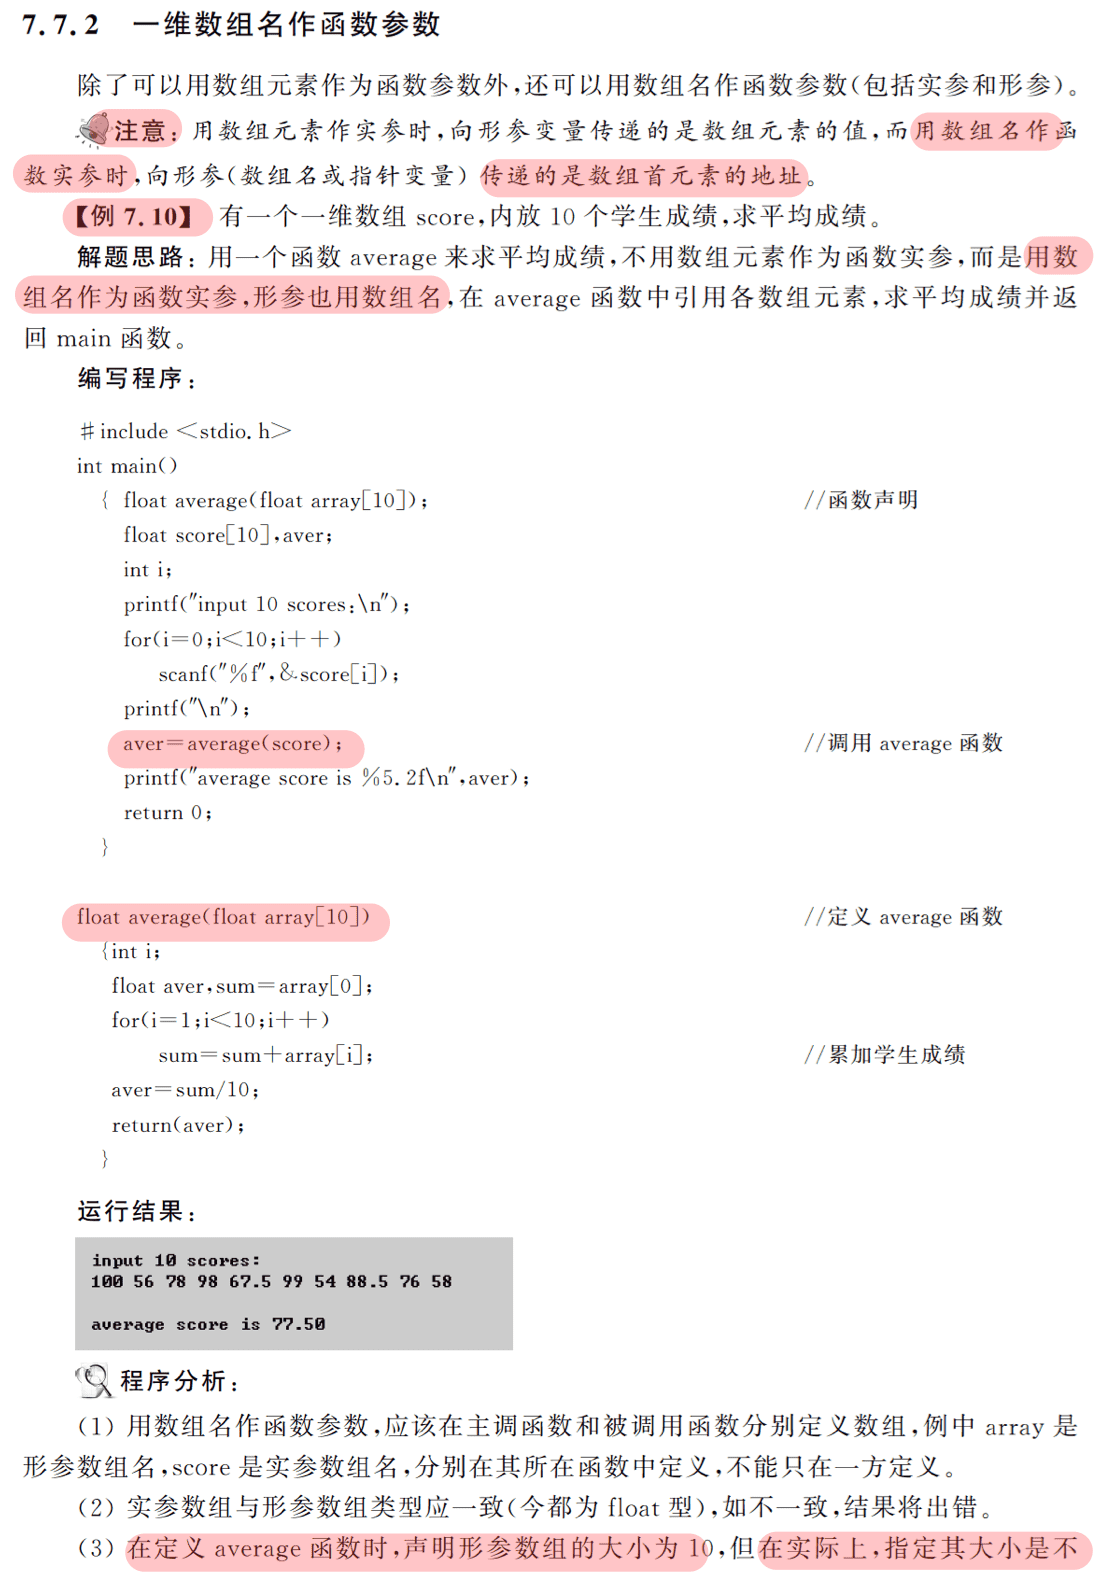 7.7.2 一维数组名作函数参数
除了可以用数组元素作为函数参数外,还可以用数组名作函数参数(包括实参和形参)。
注意:用数组元素作实参时,向形参变量传递的是数组元素的值,而用数组名作函
数实参时,向形参(数组名或指针变量)传递的是数组首元素的地址。
【例 7.10】 有一个一维数组 score,内放 10 个学生成绩,求平均成绩。
解题思路:用一个函数 average 来求平均成绩,不用数组元素作为函数实参,而是用数
组名作为函数实参,形参也用数组名,在 average 函数中引用各数组元素,求平均成绩并返
回 main 函数。
编写程序:
#include <stdio.h>
int main()
{ float average(float array[10]); //函数声明
float score[10],aver;
int i;
printf("input 10 scores:\n");
for(i=0;i<10;i++)
scanf("%f",&score[i]);
printf("\n");
aver=average(score); //调用 average 函数
printf("average score is %5.2f\n",aver);
return 0;
}
float average(float array[10]) //定义 average 函数
{int i;
float aver,sum=array[0];
for(i=1;i<10;i++)
sum=sum+array[i]; //累加学生成绩
aver=sum/10;
return(aver);
}
运行结果:
input 10 scores:
100 56 78 98 67.5 99 54 88.5 76 58
average score is 77.50
程序分析:
(1) 用数组名作函数参数,应该在主调函数和被调用函数分别定义数组,例中 array 是
形参数组名,score 是实参数组名,分别在其所在函数中定义,不能只在一方定义。
(2) 实参数组与形参数组类型应一致(今都为 float 型),如不一致,结果将出错。
(3) 在定义 average 函数时,声明形参数组的大小为 10,但在实际上,指定其大小是不